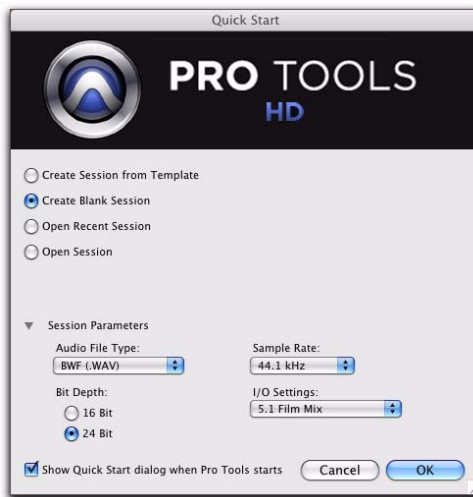 Quick Start
PRO TOOLS
HD
Create Session from Template
Create Blank Session
Open Recent Session
Open Session
Session Parameters
Audio File Type:
BWF (.WAV)
Sample Rate:
44.1 kHz
Bit Depth:
16 Bit
24 Bit
I/O Settings:
5.1 Film Mix
Show Quick Start dialog when Pro Tools starts
Cancel
OK